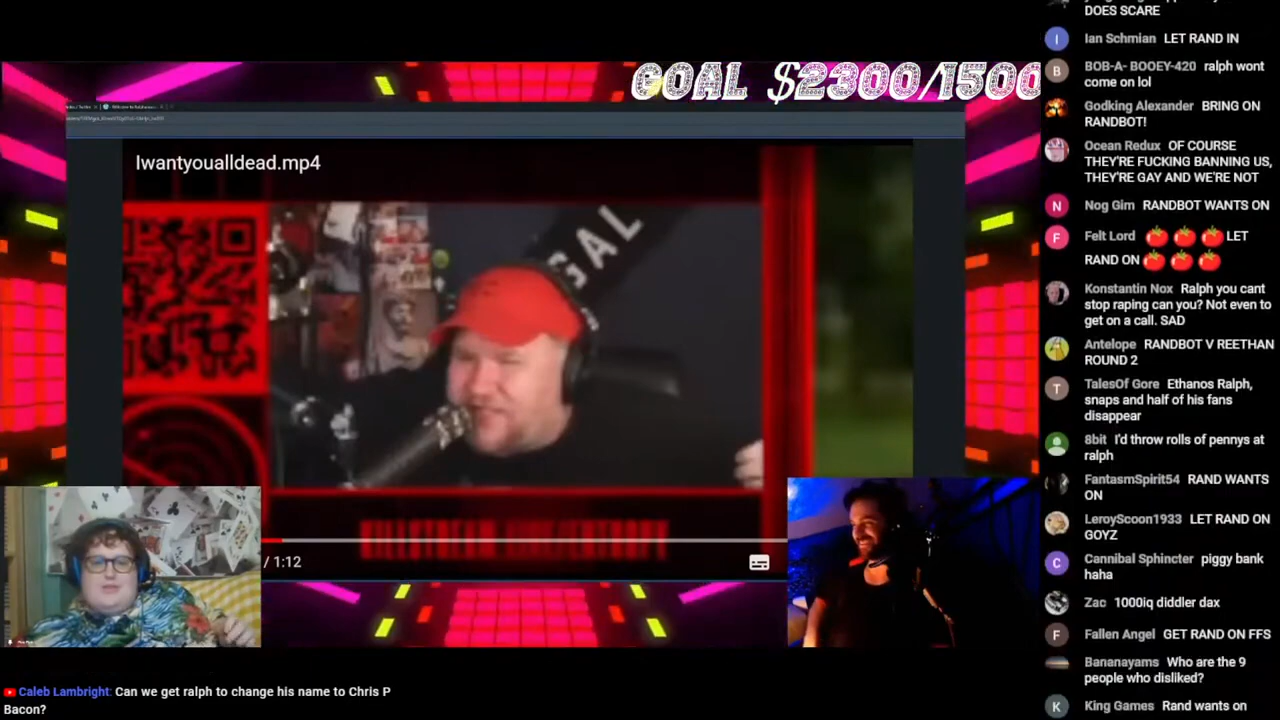 GOAL $2300/1500
Iwantyoualldead.mp4
GAL
/ 1:12
DOES SCARE
Ian Schmian LET RAND IN
BOB-A- BOOEY-420 ralph wont
come on lol
Godking Alexander BRING ON
RANDBOT!
Ocean Redux OF COURSE
THEY'RE FUCKING BANNING US,
THEY'RE GAY AND WE'RE NOT
Nog Gim RANDBOT WANTS ON
Felt Lord 🍅 🍅 🍅 LET
RAND ON 🍅 🍅 🍅
Konstantin Nox Ralph you cant
stop raping can you? Not even to
get on a call. SAD
Antelope RANDBOT V REETHAN
ROUND 2
TalesOf Gore Ethanos Ralph,
snaps and half of his fans
disappear
8bit I'd throw rolls of pennys at
ralph
FantasmSpirit54 RAND WANTS
ON
LeroyScoon1933 LET RAND ON
GOYZ
Cannibal Sphincter piggy bank
haha
Zac 1000iq diddler dax
Fallen Angel GET RAND ON FFS
Bananayams Who are the 9
people who disliked?
King Games Rand wants on
Caleb Lambright: Can we get ralph to change his name to Chris P
Bacon?